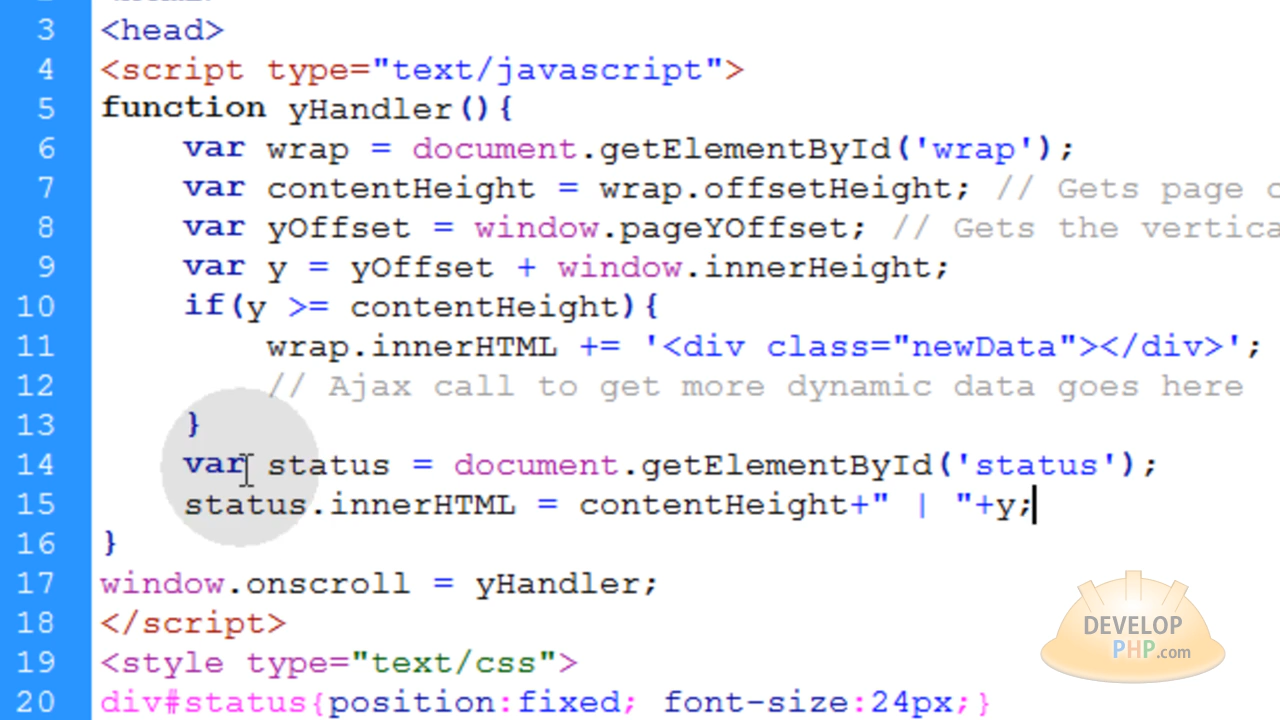 3 <head>
4 <script type="text/javascript">
5 function yHandler(){
6 var wrap = document.getElementById('wrap');
7 var contentHeight = wrap.offsetHeight; // Gets page
8 var yOffset = window.pageYOffset; // Gets the
9 var y = yOffset + window.innerHeight;
10 if(y >= contentHeight){
11 wrap.innerHTML += '<div class="newData"></div>';
12 // Ajax call to get more dynamic data goes here
13 }
14 var status = document.getElementById('status');
15 status.innerHTML = contentHeight+" | "+y;
16 }
17 window.onscroll = yHandler;
18 </script>
19 <style type="text/css">
20 div#status{position:fixed; font-size:24px;}
DEVELOP
PHP.com